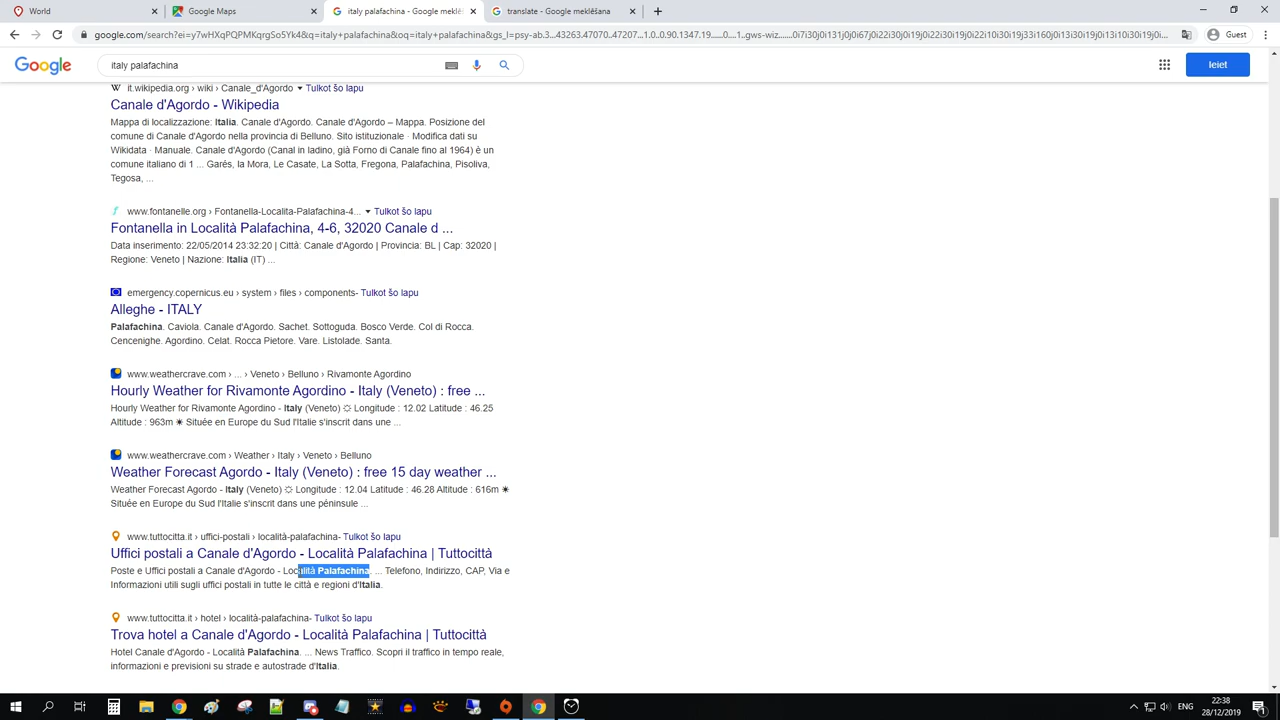 World
Google Maps
italy palafachina - Google meklē
translate - Google meklēšana
google.com/search?ei=y7wHXqPQPMKqrgSo5Yk4&q=italy+palafachina&oq=italy+palafachina&gs_l=psy-ab.3...43263.47070..47207...1.0..0.90.1347.19......0....1..gws-wiz.......0i7i30j0i131j0j0i67j0i22i30j0i19j0i22i30i19j0i22i10i30i19j33i160j0i13i30i19j0i13i10i30i19j0i...
Guest
Google
italy palafachina
Ieiet
it.wikipedia.org › wiki › Canale_d'Agordo Tulkot šo lapu
Canale d'Agordo - Wikipedia
Mappa di localizzazione: Italia. Canale d'Agordo. Canale d'Agordo – Mappa. Posizione del
comune di Canale d'Agordo nella provincia di Belluno. Sito istituzionale · Modifica dati su
Wikidata · Manuale. Canale d'Agordo (Canal in ladino, già Forno di Canale fino al 1964) è un
comune italiano di 1 ... Garés, la Mora, Le Casate, La Sotta, Fregona, Palafachina, Pisoliva,
Tegosa, ...
www.fontanelle.org › Fontanella-Localita-Palafachina-4... Tulkot šo lapu
Fontanella in Località Palafachina, 4-6, 32020 Canale d ...
Data inserimento: 22/05/2014 23:32:20 | Città: Canale d'Agordo | Provincia: BL | Cap: 32020 |
Regione: Veneto | Nazione: Italia (IT) ...
emergency.copernicus.eu › system › files › components- Tulkot šo lapu
Alleghe - ITALY
Palafachina. Caviola. Canale d'Agordo. Sachet. Sottoguda. Bosco Verde. Col di Rocca.
Cencenighe. Agordino. Celat. Rocca Pietore. Vare. Listolade. Santa.
www.weathercrave.com › ... › Veneto › Belluno › Rivamonte Agordino
Hourly Weather for Rivamonte Agordino - Italy (Veneto) : free ...
Hourly Weather for Rivamonte Agordino - Italy (Veneto) ☼ Longitude : 12.02 Latitude : 46.25
Altitude : 963m ☀ Située en Europe du Sud l'Italie s'inscrit dans une ...
www.weathercrave.com › Weather › Italy › Veneto › Belluno
Weather Forecast Agordo - Italy (Veneto) : free 15 day weather ...
Weather Forecast Agordo - Italy (Veneto) ☼ Longitude : 12.04 Latitude : 46.28 Altitude : 616m ☀
Située en Europe du Sud l'Italie s'inscrit dans une péninsule ...
www.tuttocitta.it › uffici-postali › località-palafachina- Tulkot šo lapu
Uffici postali a Canale d'Agordo - Località Palafachina | Tuttocittà
Poste e Uffici postali a Canale d'Agordo - Località Palafachina. ... Telefono, Indirizzo, CAP, Via e
Informazioni utili sugli uffici postali in tutte le città e regioni d'Italia.
www.tuttocitta.it › hotel › località-palafachina- Tulkot šo lapu
Trova hotel a Canale d'Agordo - Località Palafachina | Tuttocittà
Hotel Canale d'Agordo - Località Palafachina. ... News Traffico. Scopri il traffico in tempo reale,
informazioni e previsioni su strade e autostrade d'Italia.
ENG
22:38
28/12/2019
1